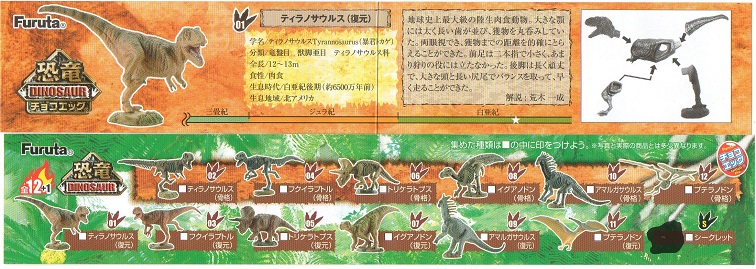 Furuta®
恐竜
DINOSAUR
チョコエッグ
01
ティラノサウルス（復元）
学名/ティラノサウルスTyrannosaurus（暴君トカゲ）
分類/竜盤目 獣脚亜目 ティラノサウルス科
全長/12～13m
食性/肉食
生息時代/白亜紀後期（約6500万年前）
生息地域/北アメリカ
地球史上最大級の陸生肉食動物。大きな顎
には太く長い歯が並び、獲物を丸呑みしてい
た。両眼視でき、獲物までの距離を的確にとら
えることができた。前足は二本指で小さく、あま
り狩りの役には立たなかった。後脚は長く頑丈
で、大きな頭と長い尻尾でバランスを取って、早
く走ることができた。
解説：荒木一成
三畳紀
ジュラ紀
白亜紀
Furuta®
恐竜
DINOSAUR
全12+1
集めた種類は■の中に印をつけよう。
※写真と実際の商品とは多少異なります。
チョコエッグ
02
ティラノサウルス
（骨格）
04
フクイラプトル
（骨格）
06
トリケラトプス
（骨格）
08
イグアノドン
（骨格）
10
アマルガサウルス
（骨格）
12
プテラノドン
（骨格）
01
ティラノサウルス
（復元）
03
フクイラプトル
（復元）
05
トリケラトプス
（復元）
07
イグアノドン
（復元）
09
アマルガサウルス
（復元）
11
プテラノドン
（復元）
S
シークレット